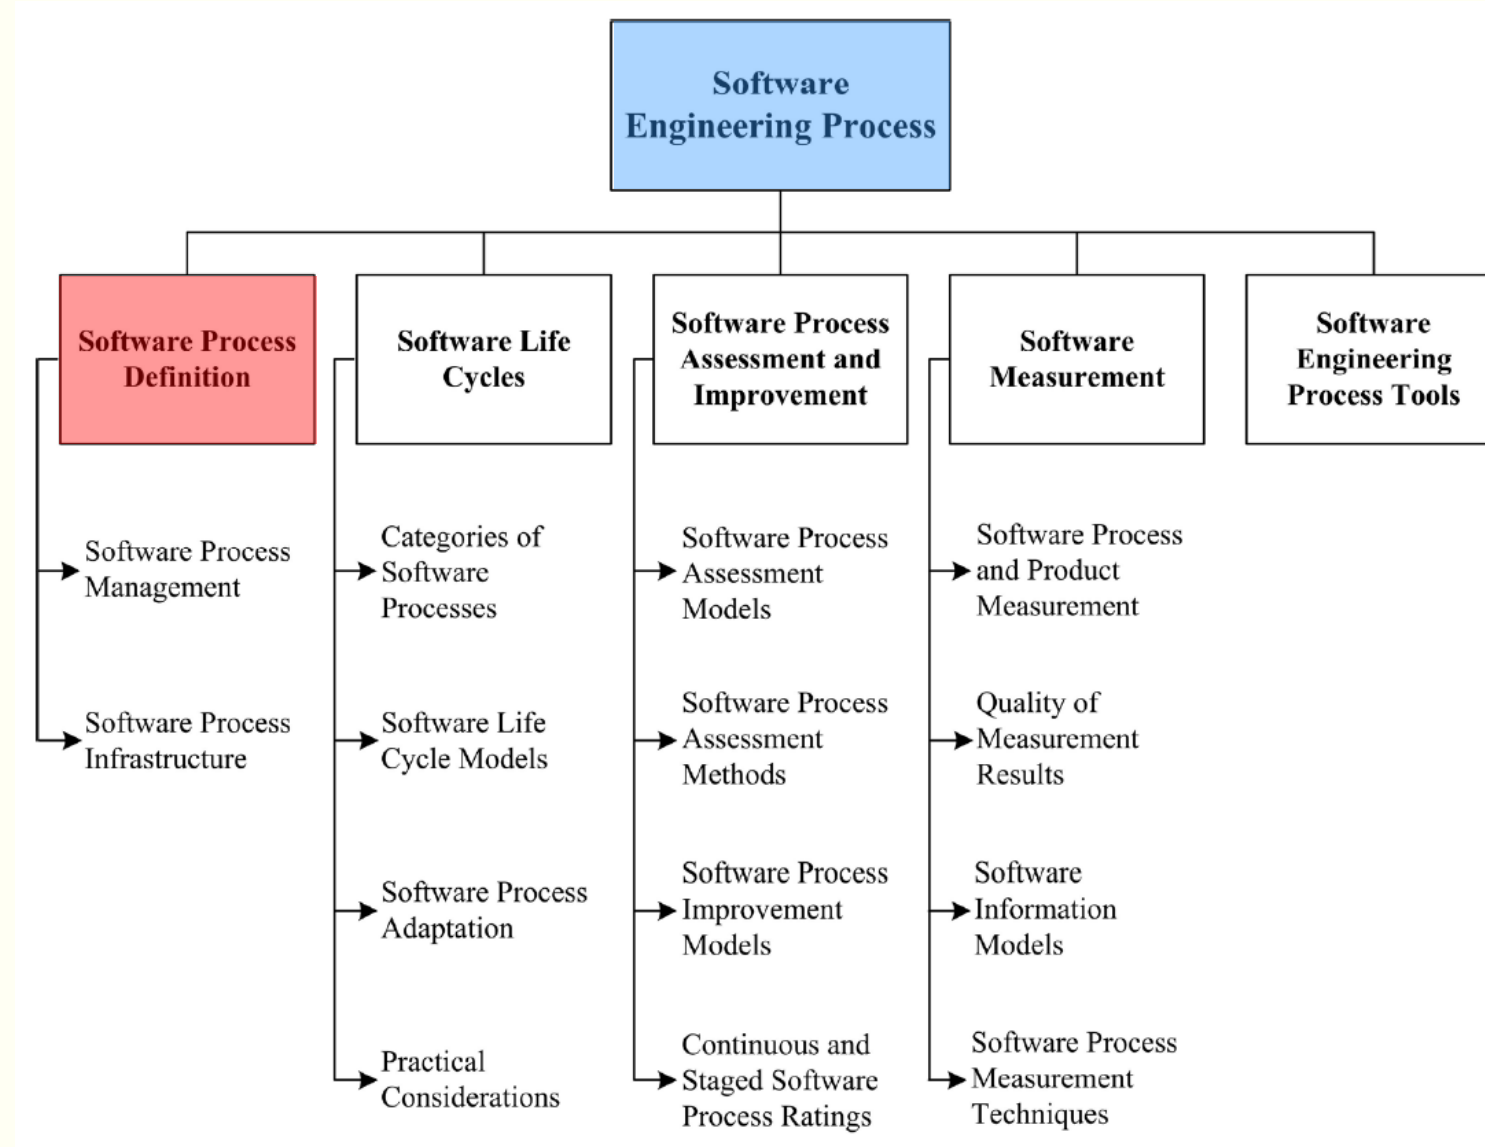 Software
Engineering Process
Software Process
Definition
Software Life
Cycles
Software Process
Assessment and
Improvement
Software
Measurement
Software
Engineering
Process Tools
Software Process
Management
Software Process
Infrastructure
Categories of
Software
Processes
Software Life
Cycle Models
Software Process
Adaptation
Practical
Considerations
Software Process
Assessment
Models
Software Process
Assessment
Methods
Software Process
Improvement
Models
Continuous and
Staged Software
Process Ratings
Software Process
and Product
Measurement
Quality of
Measurement
Results
Software
Information
Models
Software Process
Measurement
Techniques